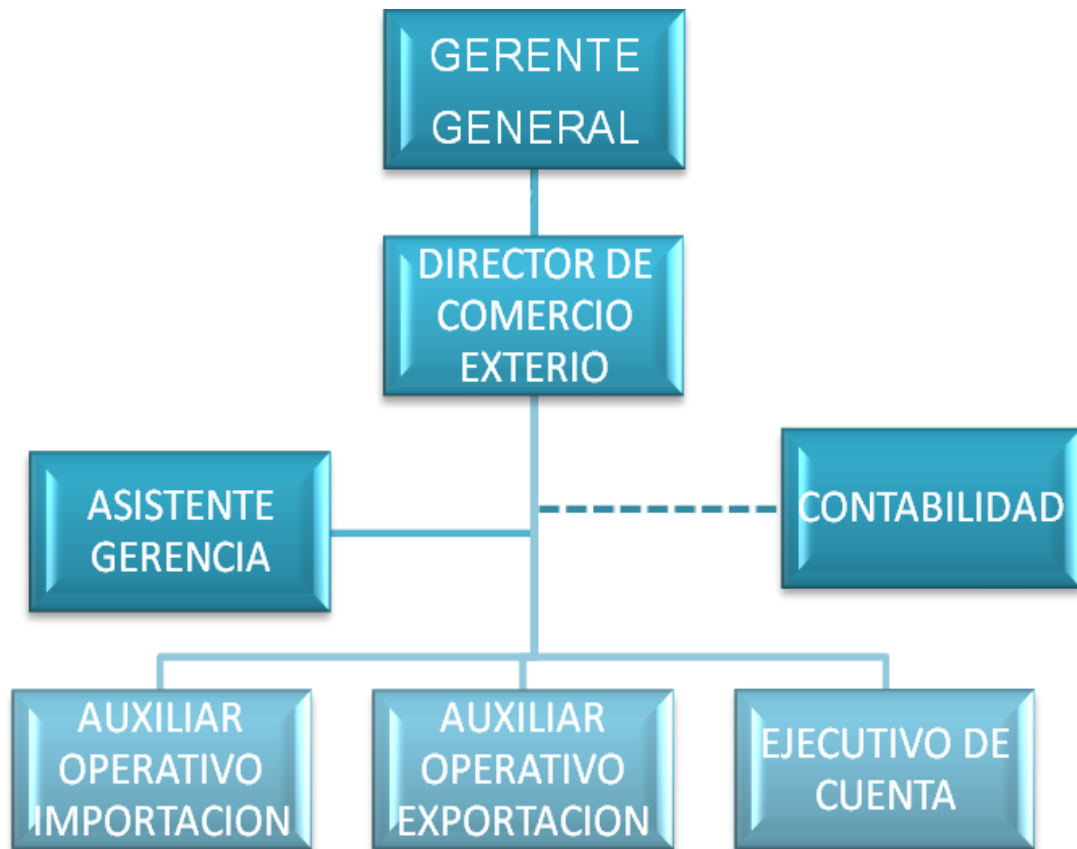 GERENTE
GENERAL
DIRECTOR DE
COMERCIO
EXTERIO
ASISTENTE
GERENCIA
CONTABILIDAD
AUXILIAR
OPERATIVO
IMPORTACION
AUXILIAR
OPERATIVO
EXPORTACION
EJECUTIVO DE
CUENTA